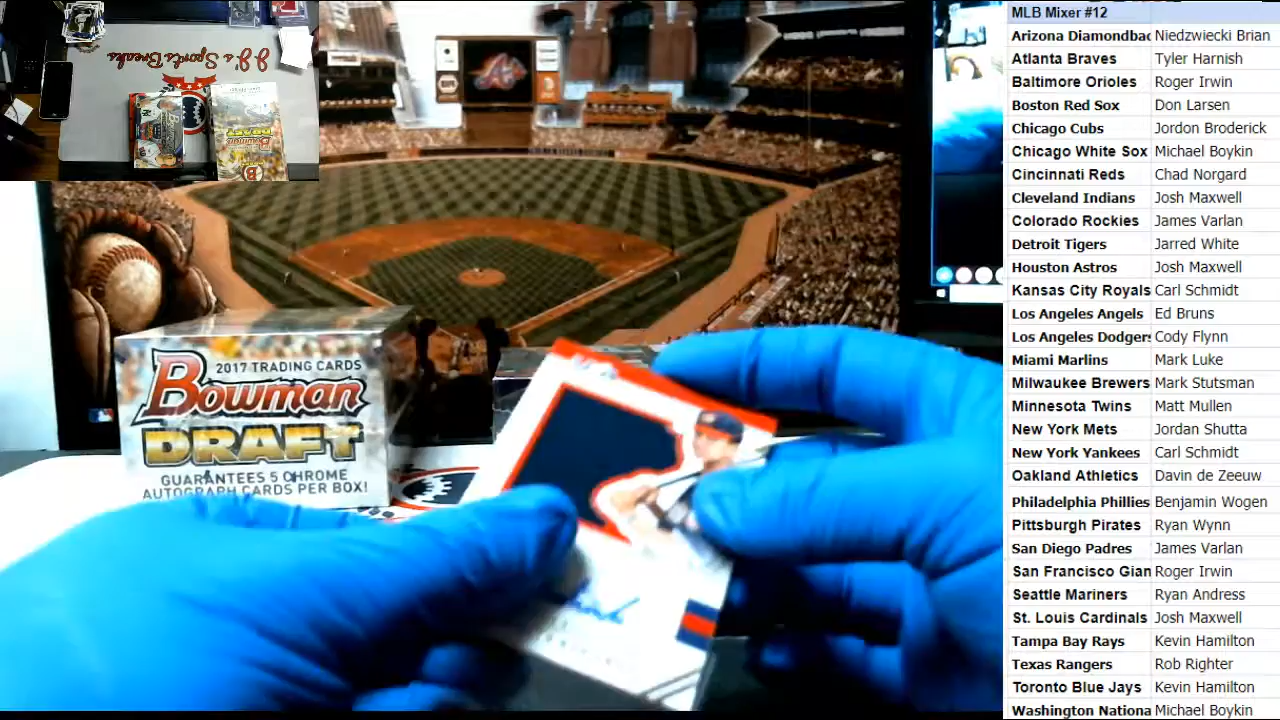 MLB Mixer #12
Arizona Diamondbac Niedzwiecki Brian
Atlanta Braves Tyler Harnish
Baltimore Orioles Roger Irwin
Boston Red Sox Don Larsen
Chicago Cubs Jordon Broderick
Chicago White Sox Michael Boykin
Cincinnati Reds Chad Norgard
Cleveland Indians Josh Maxwell
Colorado Rockies James Varlan
Detroit Tigers Jarred White
Houston Astros Josh Maxwell
Kansas City Royals Carl Schmidt
Los Angeles Angels Ed Bruns
Los Angeles Dodgers Cody Flynn
Miami Marlins Mark Luke
Milwaukee Brewers Mark Stutsman
Minnesota Twins Matt Mullen
New York Mets Jordan Shutta
New York Yankees Carl Schmidt
Oakland Athletics Davin de Zeeuw
Philadelphia Phillies Benjamin Wogen
Pittsburgh Pirates Ryan Wynn
San Diego Padres James Varlan
San Francisco Gian Roger Irwin
Seattle Mariners Ryan Andress
St. Louis Cardinals Josh Maxwell
Tampa Bay Rays Kevin Hamilton
Texas Rangers Rob Righter
Toronto Blue Jays Kevin Hamilton
Washington Nationa Michael Boykin
JJ's Sports Breaks
Bowman
DRAFT
2017 TRADING CARDS
Bowman
DRAFT
GUARANTEES 5 CHROME
AUTOGRAPH CARDS PER BOX!